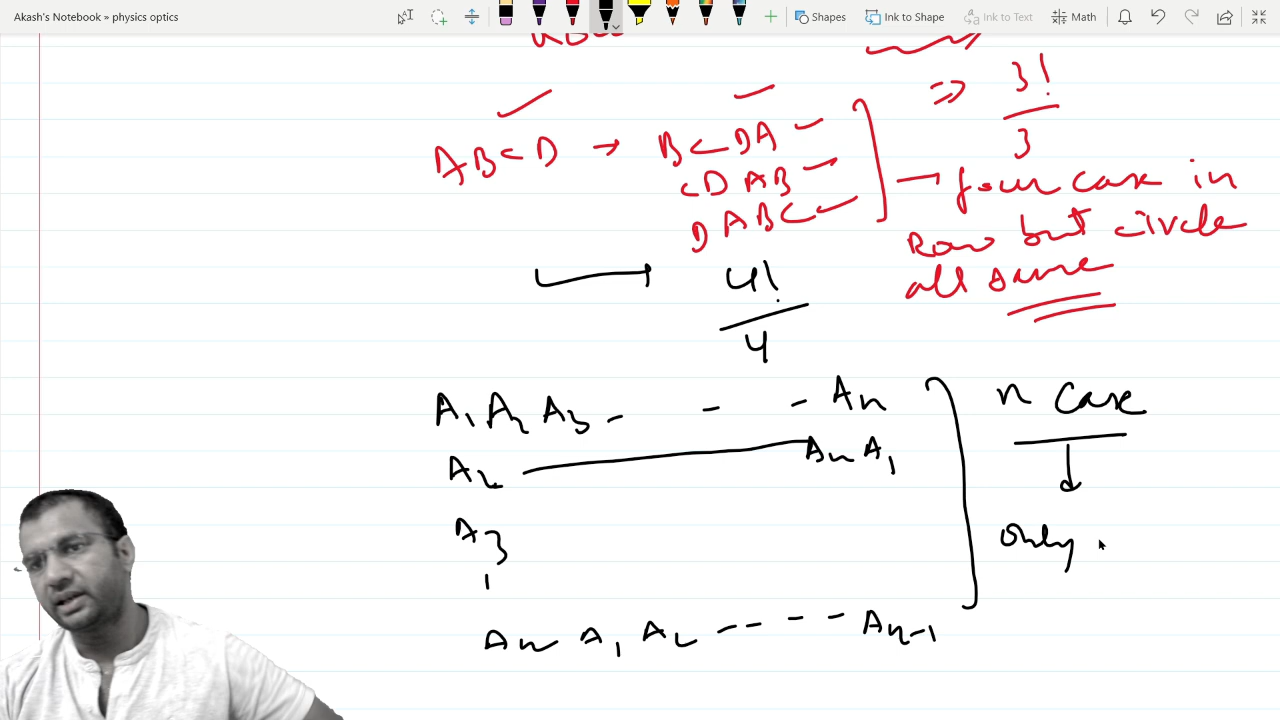 Akash's Notebook » physics optics
Shapes Ink to Shape Ink to Text Math
⇒ 3!
3
ABCD → BCDA
CDAB
DABC
→ four case in
Row but circle
all same
4!
4
A1 A2 A3 - - - An
A2 ——— An A1
A3
An A1 A2 - - - - - An-1
n case
↓
only